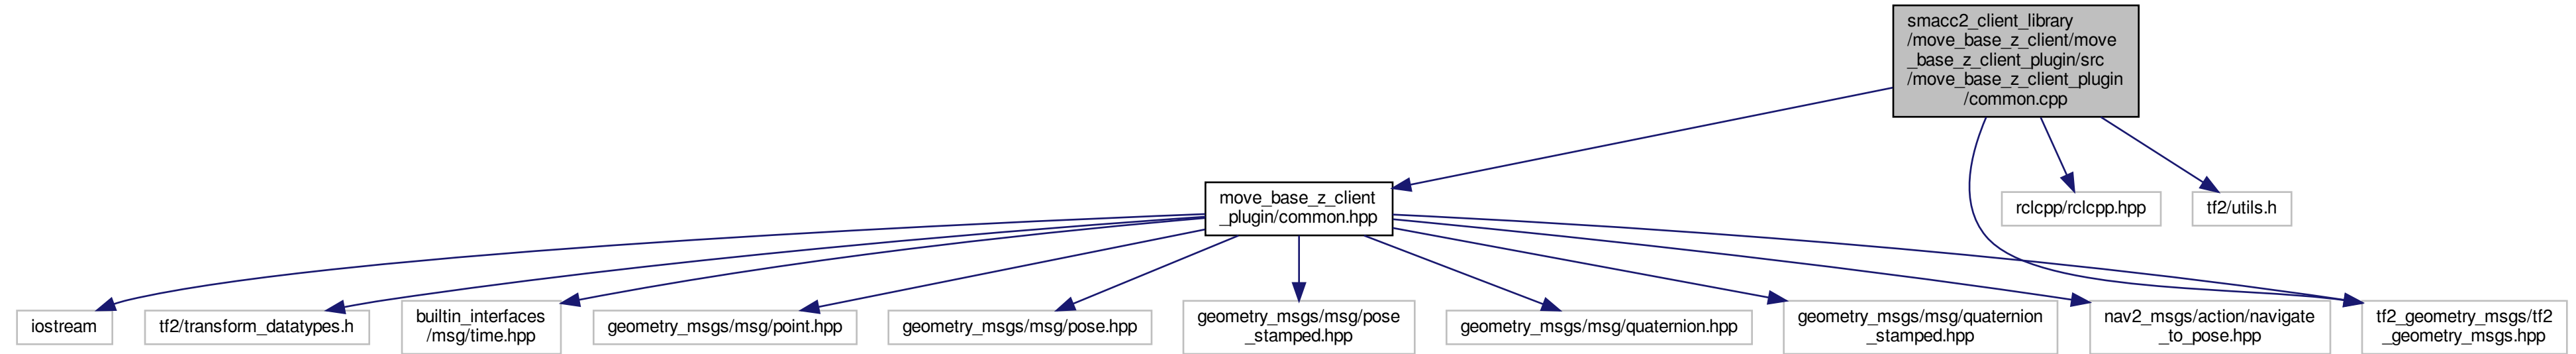 smacc2_client_library
/move_base_z_client/move
_base_z_client_plugin/src
/move_base_z_client_plugin
/common.cpp
move_base_z_client
_plugin/common.hpp
rclcpp/rclcpp.hpp
tf2/utils.h
iostream
tf2/transform_datatypes.h
builtin_interfaces
/msg/time.hpp
geometry_msgs/msg/point.hpp
geometry_msgs/msg/pose.hpp
geometry_msgs/msg/pose
_stamped.hpp
geometry_msgs/msg/quaternion.hpp
geometry_msgs/msg/quaternion
_stamped.hpp
nav2_msgs/action/navigate
_to_pose.hpp
tf2_geometry_msgs/tf2
_geometry_msgs.hpp